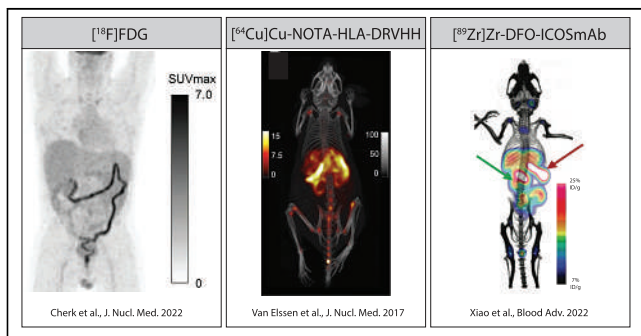 [18F]FDG
[64Cu]Cu-NOTA-HLA-DRVHH
[89Zr]Zr-DFO-ICOSmAb
SUVmax
7.0
0
15
7.5
0
100
50
0
25%
ID/g
7%
ID/g
Cherk et al., J. Nucl. Med. 2022
Van Elssen et al., J. Nucl. Med. 2017
Xiao et al., Blood Adv. 2022